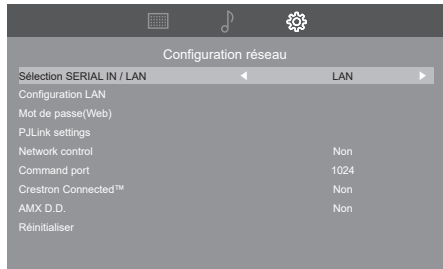 Configuration réseau
Sélection SERIAL IN / LAN LAN
Configuration LAN
Mot de passe(Web)
PJLink settings
Network control Non
Command port 1024
Crestron Connected™ Non
AMX D.D. Non
Réinitialiser